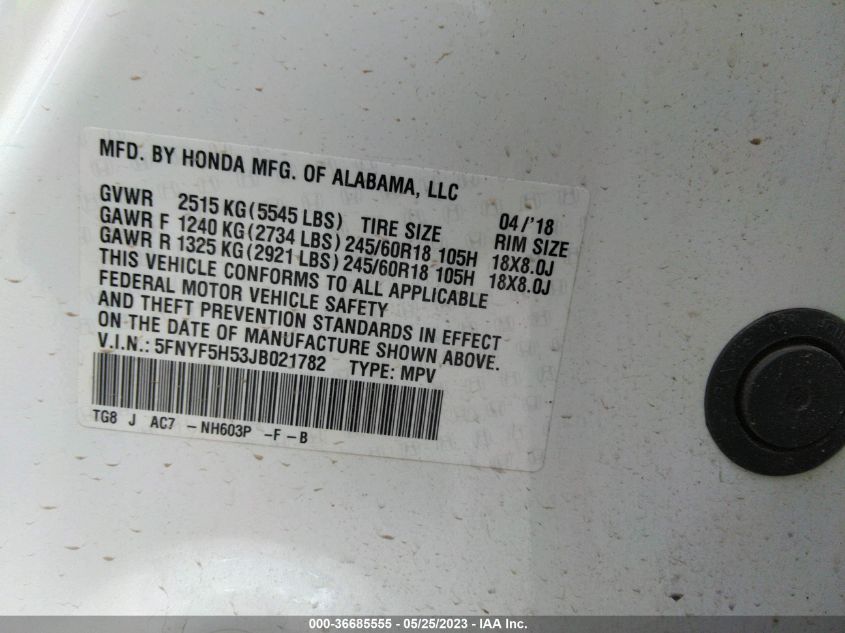 MFD. BY HONDA MFG. OF ALABAMA, LLC
GVWR 2515 KG (5545 LBS) TIRE SIZE 04/'18
GAWR F 1240 KG (2734 LBS) 245/60R18 105H RIM SIZE 18X8.0J
GAWR R 1325 KG (2921 LBS) 245/60R18 105H 18X8.0J
THIS VEHICLE CONFORMS TO ALL APPLICABLE
FEDERAL MOTOR VEHICLE SAFETY
AND THEFT PREVENTION STANDARDS IN EFFECT
ON THE DATE OF MANUFACTURE SHOWN ABOVE.
V.I.N.: 5FNYF5H53JB021782 TYPE: MPV
TG8 J AC7 -NH603P -F-B
000-36685555 - 05/25/2023 - IAA Inc.